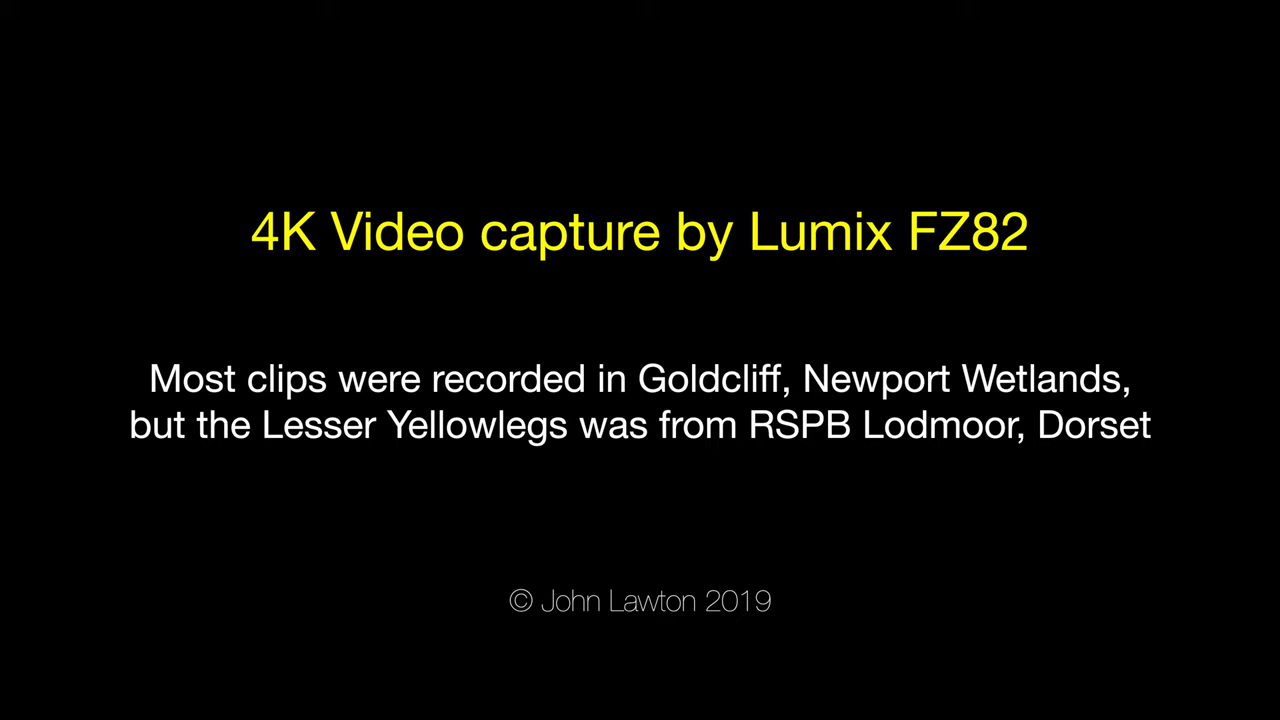 4K Video capture by Lumix FZ82
Most clips were recorded in Goldcliff, Newport Wetlands,
but the Lesser Yellowlegs was from RSPB Lodmoor, Dorset
© John Lawton 2019